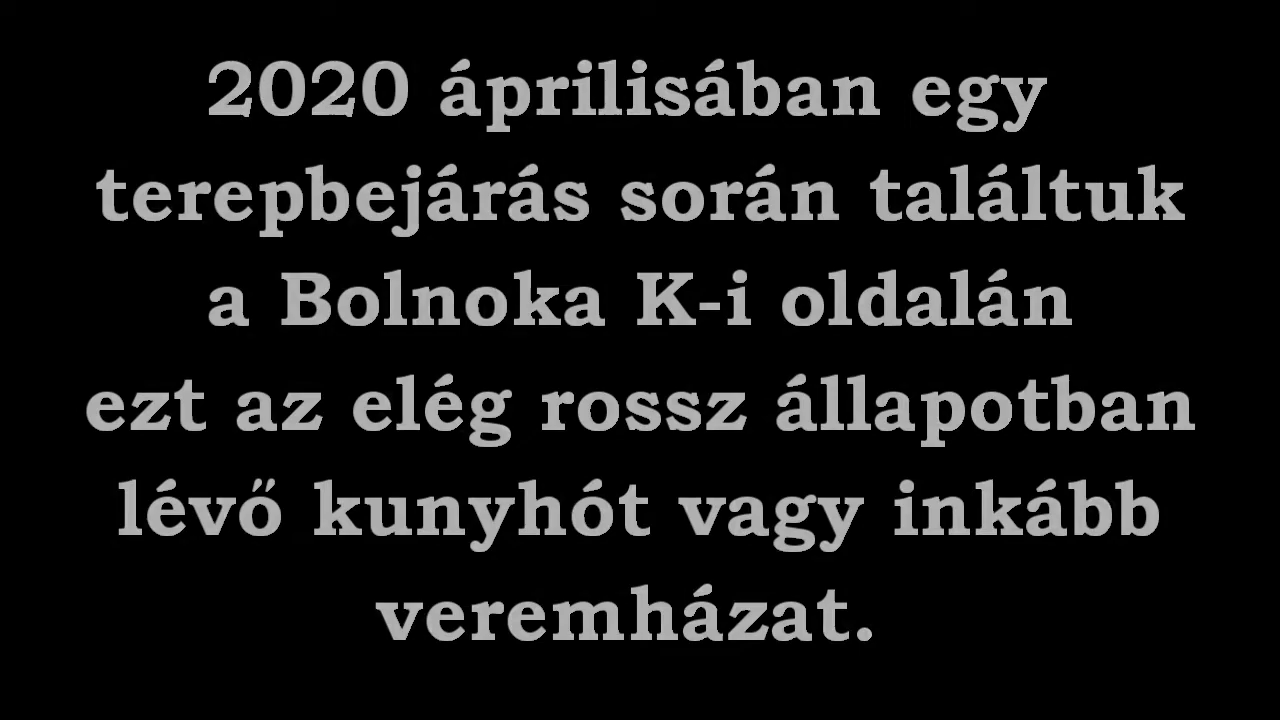 2020 áprilisában egy
terepbejárás során találtuk
a Bolnoka K-i oldalán
ezt az elég rossz állapotban
lévő kunyhót vagy inkább
veremházat.